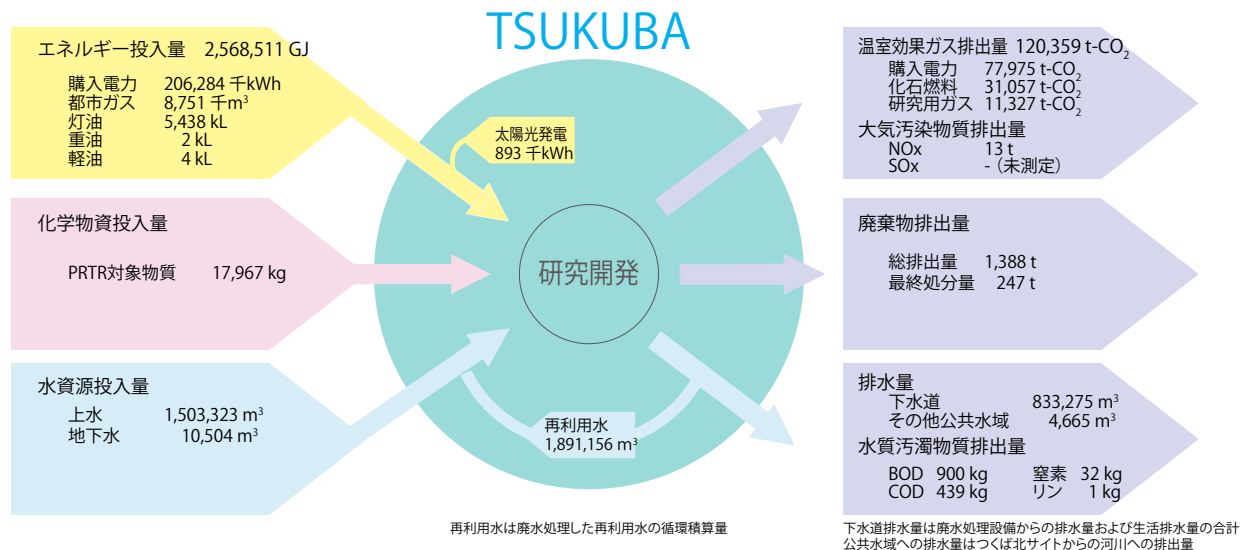 TSUKUBA
エネルギー投入量 2,568,511 GJ
購入電力 206,284 千kWh
都市ガス 8,751 千m³
灯油 5,438 kL
重油 2 kL
軽油 4 kL
太陽光発電
893 千kWh
化学物資投入量
PRTR対象物質 17,967 kg
水資源投入量
上水 1,503,323 m³
地下水 10,504 m³
研究開発
再利用水
1,891,156 m³
再利用水は廃水処理した再利用水の循環積算量
温室効果ガス排出量 120,359 t-CO₂
購入電力 77,975 t-CO₂
化石燃料 31,057 t-CO₂
研究用ガス 11,327 t-CO₂
大気汚染物質排出量
NOx 13 t
SOx -（未測定）
廃棄物排出量
総排出量 1,388 t
最終処分量 247 t
排水量
下水道 833,275 m³
その他公共水域 4,665 m³
水質汚濁物質排出量
BOD 900 kg 窒素 32 kg
COD 439 kg リン 1 kg
下水道排水量は廃水処理設備からの排水量および生活排水量の合計
公共水域への排水量はつくば北サイトからの河川への排出量